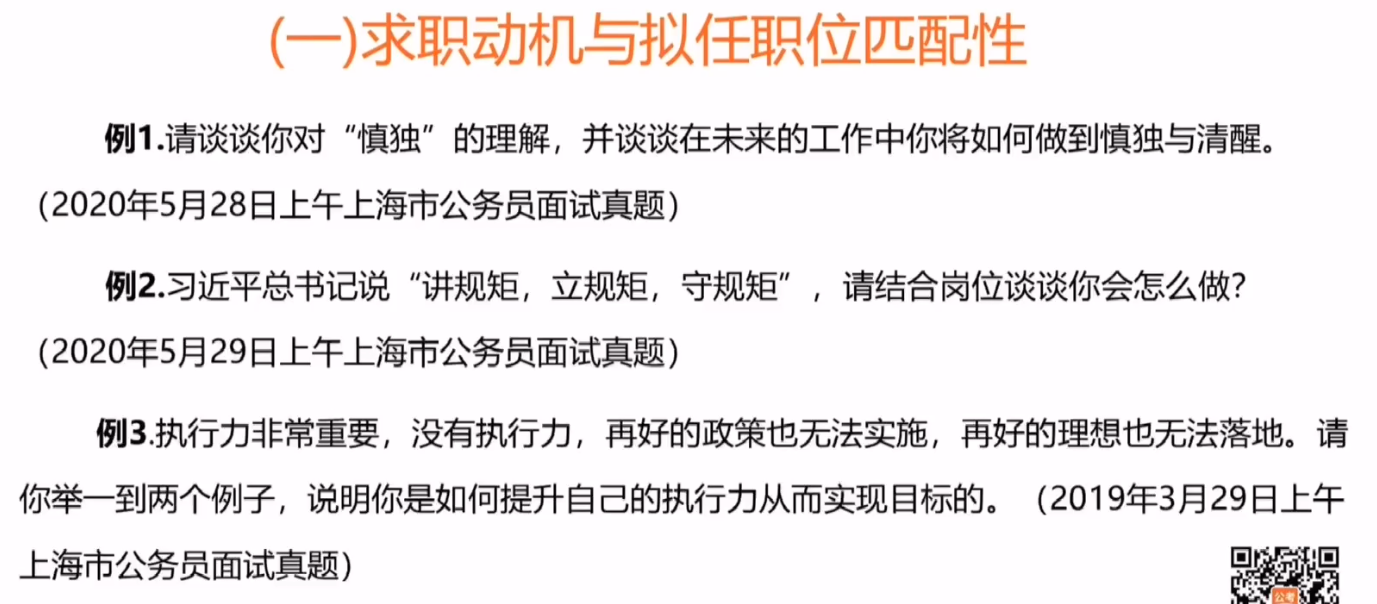 (一)求职动机与拟任职位匹配性
例1.请谈谈你对“慎独”的理解，并谈谈在未来的工作中你将如何做到慎独与清醒。
（2020年5月28日上午上海市公务员面试真题）
例2.习近平总书记说“讲规矩，立规矩，守规矩”，请结合岗位谈谈你会怎么做？
（2020年5月29日上午上海市公务员面试真题）
例3.执行力非常重要，没有执行力，再好的政策也无法实施，再好的理想也无法落地。请
你举一到两个例子，说明你是如何提升自己的执行力从而实现目标的。（2019年3月29日上午
上海市公务员面试真题）
公考